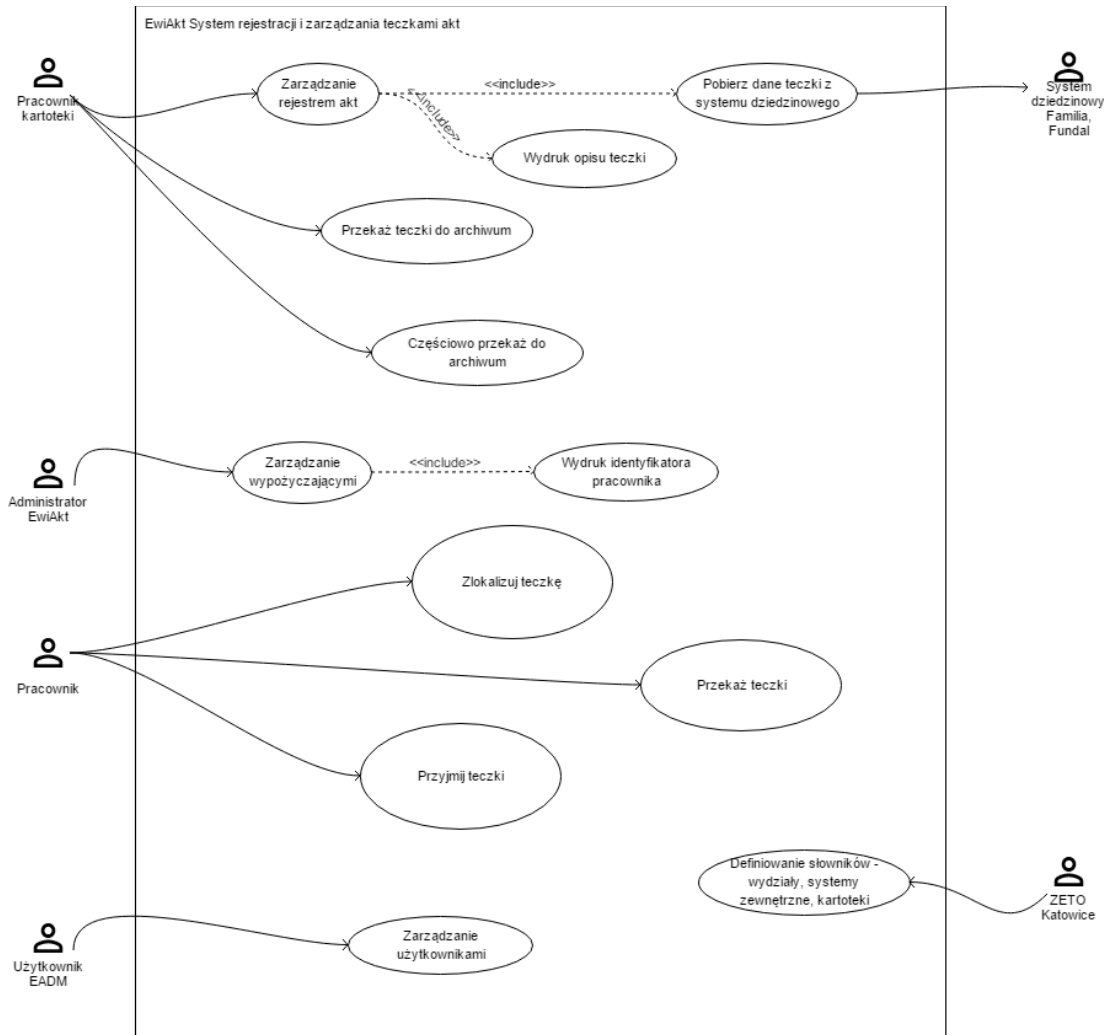 EwiAkt System rejestracji i zarządzania teczkami akt
Pracownik
kartoteki
Zarządzanie
rejestrem akt
<<include>>
<<include>>
Pobierz dane teczki z
systemu dziedzinowego
System
dziedzinowy
Familia,
Fundal
Wydruk opisu teczki
Przekaż teczki do archiwum
Częściowo przekaż do
archiwum
Administrator
EwiAkt
Zarządzanie
wypożyczającymi
<<include>>
Wydruk identyfikatora
pracownika
Zlokalizuj teczkę
Pracownik
Przekaż teczki
Przyjmij teczki
Definiowanie słowników -
wydziały, systemy
zewnętrzne, kartoteki
ZETO
Katowice
Użytkownik
EADM
Zarządzanie
użytkownikami